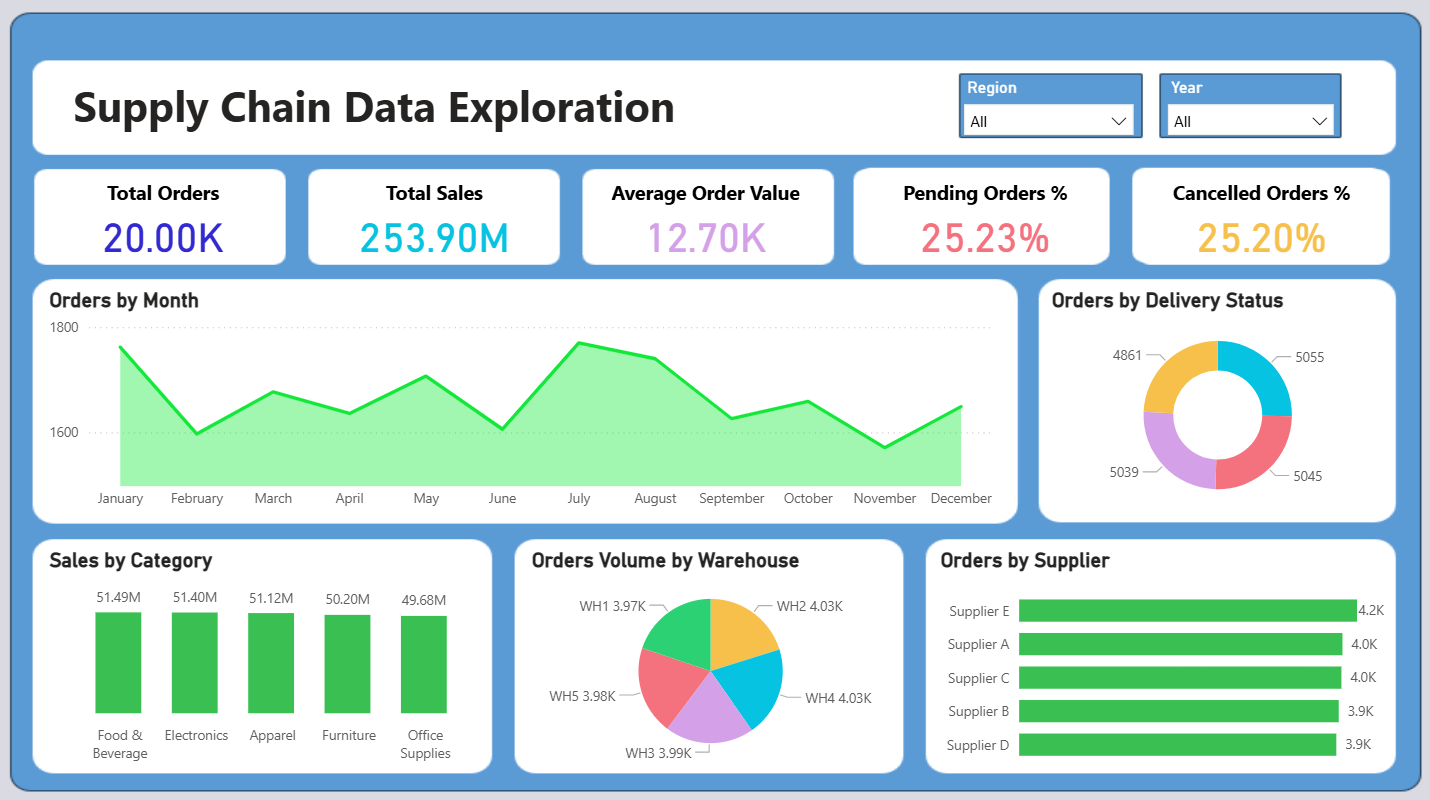 Supply Chain Data Exploration
Region
All
Year
All
Total Orders
20.00K
Total Sales
253.90M
Average Order Value
12.70K
Pending Orders %
25.23%
Cancelled Orders %
25.20%
Orders by Month
1800
1600
January February March April May June July August September October November December
Orders by Delivery Status
4861
5055
5039
5045
Sales by Category
51.49M 51.40M 51.12M 50.20M 49.68M
Food &
Beverage
Electronics
Apparel
Furniture
Office
Supplies
Orders Volume by Warehouse
WH1 3.97K
WH2 4.03K
WH5 3.98K
WH4 4.03K
WH3 3.99K
Orders by Supplier
Supplier E 4.2K
Supplier A 4.0K
Supplier C 4.0K
Supplier B 3.9K
Supplier D 3.9K